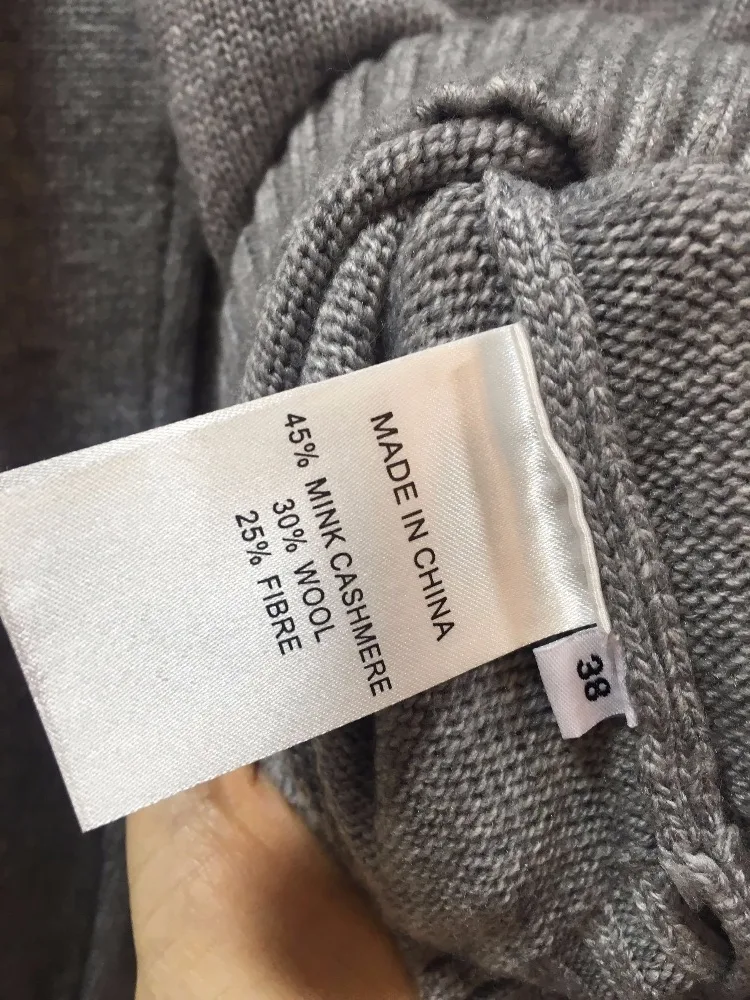 MADE IN CHINA
45% MINK CASHMERE
30% WOOL
25% FIBRE
38